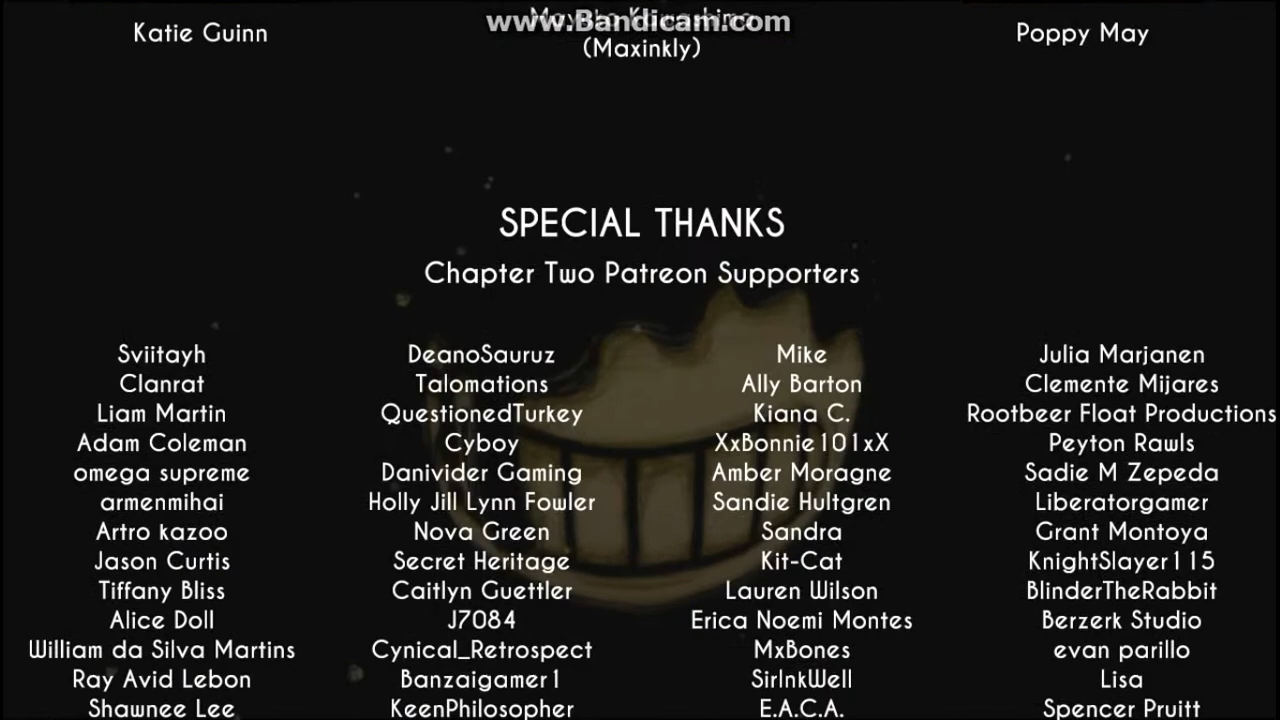 www.Bandicam.com
Katie Guinn
(Maxinkly)
Poppy May
SPECIAL THANKS
Chapter Two Patreon Supporters
Sviitayh
Clanrat
Liam Martin
Adam Coleman
omega supreme
armenmihai
Artro kazoo
Jason Curtis
Tiffany Bliss
Alice Doll
William da Silva Martins
Ray Avid Lebon
Shawnee Lee
DeanoSauruz
Talomations
QuestionedTurkey
Cyboy
Danivider Gaming
Holly Jill Lynn Fowler
Nova Green
Secret Heritage
Caitlyn Guettler
J7084
Cynical_Retrospect
Banzaigamer1
KeenPhilosopher
Mike
Ally Barton
Kiana C.
XxBonnie101xX
Amber Moragne
Sandie Hultgren
Sandra
Kit-Cat
Lauren Wilson
Erica Noemi Montes
MxBones
SirInkWell
E.A.C.A.
Julia Marjanen
Clemente Mijares
Rootbeer Float Productions
Peyton Rawls
Sadie M Zepeda
Liberatorgamer
Grant Montoya
KnightSlayer115
BlinderTheRabbit
Berzerk Studio
evan parillo
Lisa
Spencer Pruitt